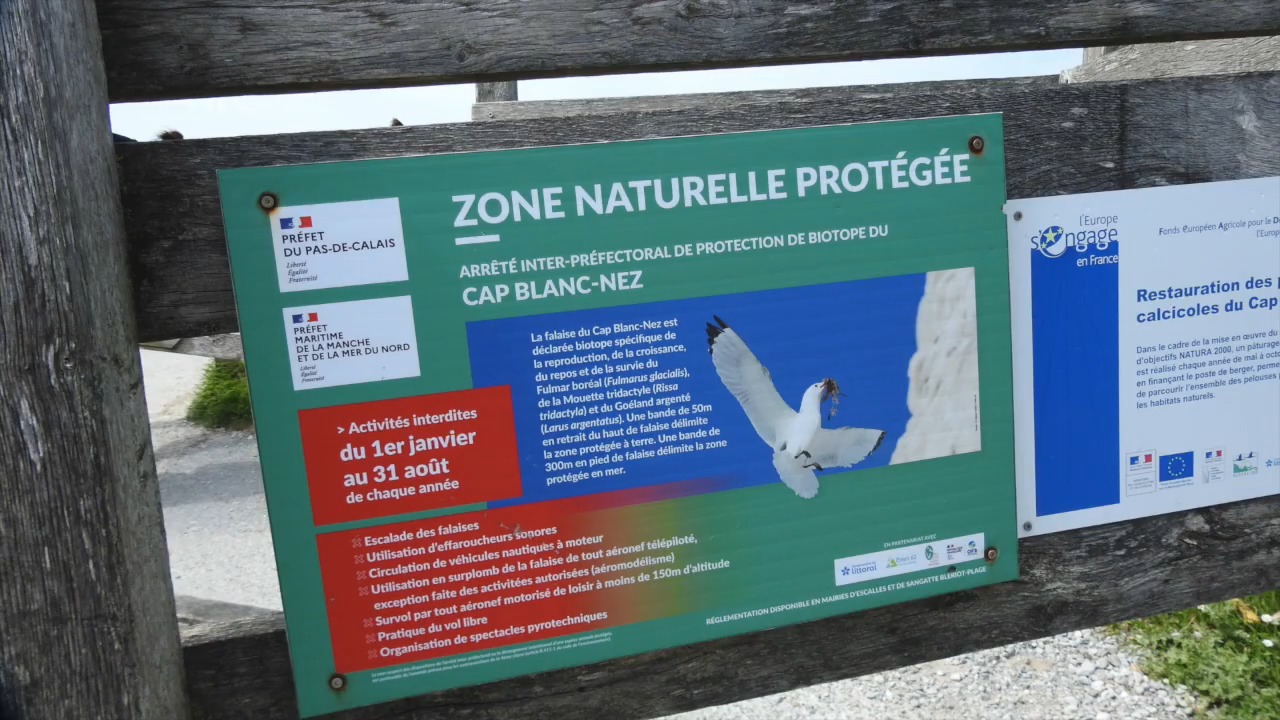 ZONE NATURELLE PROTÉGÉE
PRÉFET
DU PAS-DE-CALAIS
Liberté
Égalité
Fraternité
ARRÊTÉ INTER-PRÉFECTORAL DE PROTECTION DE BIOTOPE DU
CAP BLANC-NEZ
PRÉFET
MARITIME
DE LA MANCHE
ET DE LA MER DU NORD
Liberté
Égalité
Fraternité
La falaise du Cap Blanc-Nez est
déclarée biotope spécifique de
la reproduction, de la croissance,
du repos et de la survie du
Fulmar boréal (Fulmarus glacialis),
de la Mouette tridactyle (Rissa
tridactyla) et du Goéland argenté
(Larus argentatus). Une bande de 50m
en retrait du haut de falaise délimite
la zone protégée à terre. Une bande de
300m en pied de falaise délimite la zone
protégée en mer.
> Activités interdites
du 1er janvier
au 31 août
de chaque année
Escalade des falaises
Utilisation d'effaroucheurs sonores
Circulation de véhicules nautiques à moteur
Utilisation en surplomb de la falaise de tout aéronef télépiloté,
exception faite des activitées autorisées (aéromodélisme)
Survol par tout aéronef motorisé de loisir à moins de 150m d'altitude
Pratique du vol libre
Organisation de spectacles pyrotechniques
EN PARTENARIAT AVEC
littoral
RÉGLEMENTATION DISPONIBLE EN MAIRIES D'ESCALLES ET DE SANGATTE BLERIOT-PLAGE
l'Europe
s'engage
en France
Fonds Européen Agricole pour le
l'Europ
Restauration des
calcicoles du Cap
Dans le cadre de la mise en œuvre du
d'objectifs NATURA 2000, un pâturage
est réalisé chaque année de mai à octo
en finançant le poste de berger, perme
de parcourir l'ensemble des pelouses
les habitats naturels.